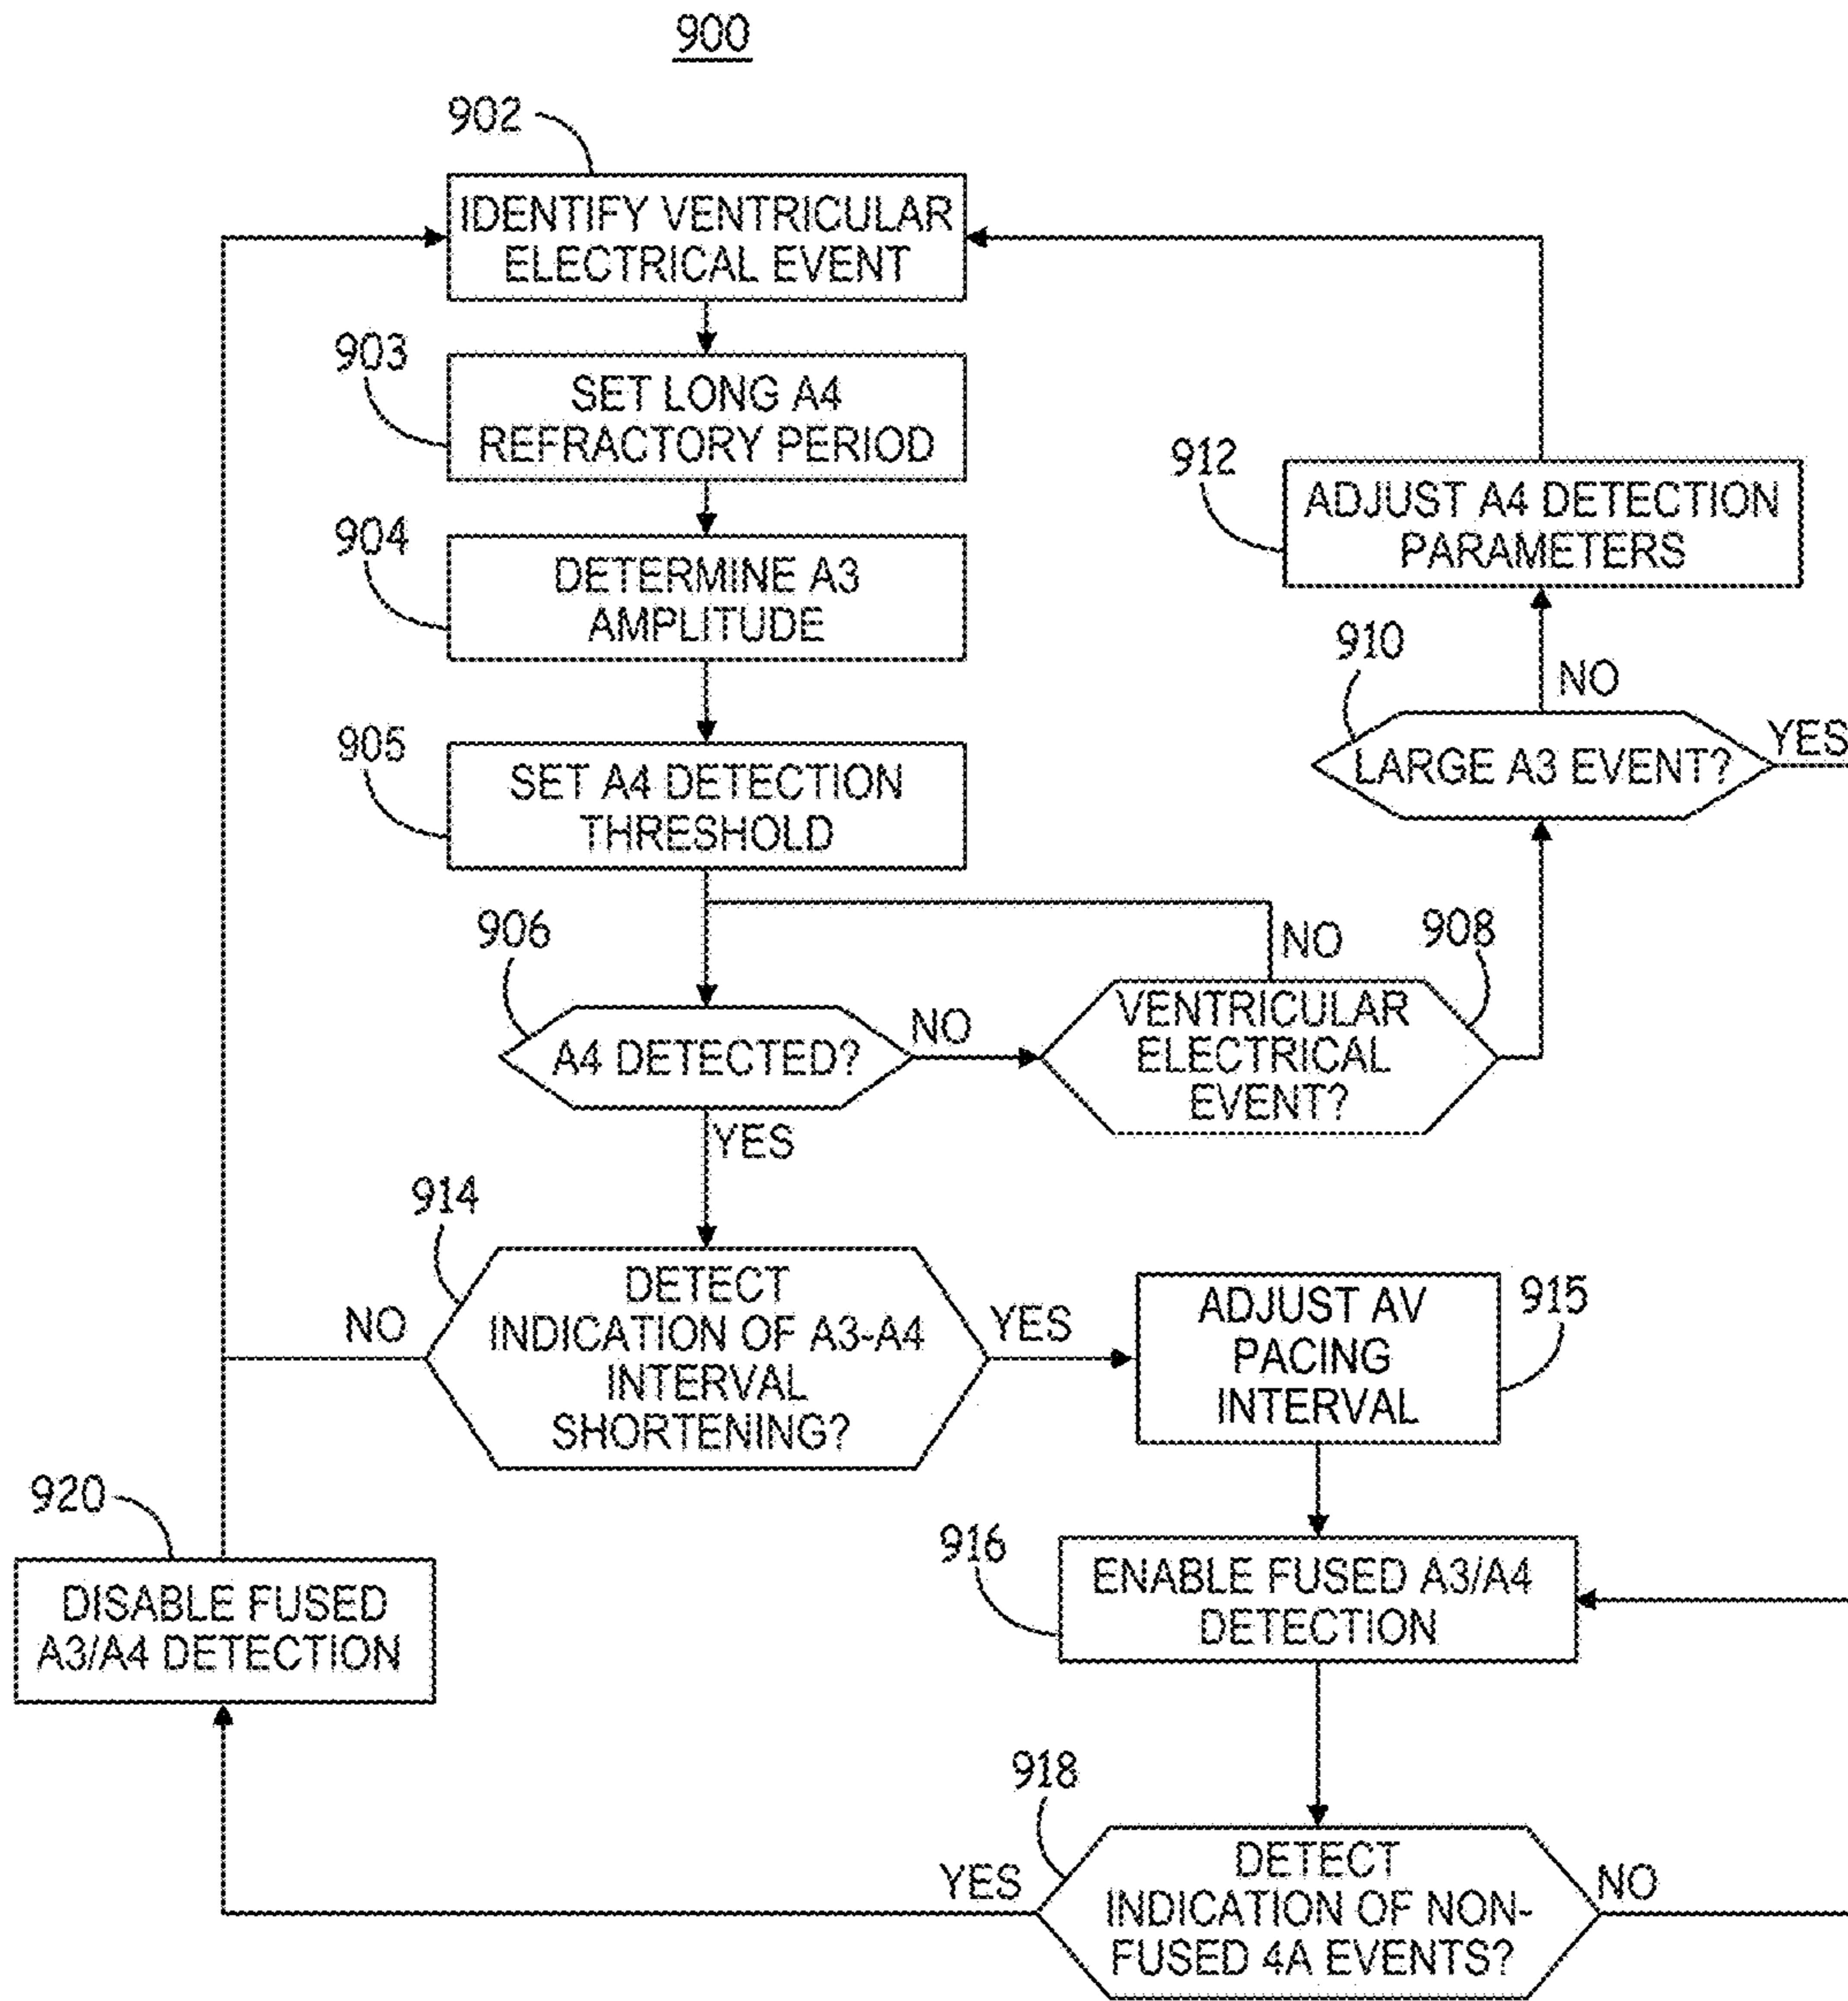 900
902
IDENTIFY VENTRICULAR
ELECTRICAL EVENT
903
SET LONG A4
REFRACTORY PERIOD
904
DETERMINE A3
AMPLITUDE
905
SET A4 DETECTION
THRESHOLD
906
A4 DETECTED?
NO
YES
908
VENTRICULAR
ELECTRICAL
EVENT?
NO
910
LARGE A3 EVENT?
NO
YES
912
ADJUST A4 DETECTION
PARAMETERS
914
DETECT
INDICATION OF A3-A4
INTERVAL
SHORTENING?
NO
YES
915
ADJUST AV
PACING
INTERVAL
916
ENABLE FUSED A3/A4
DETECTION
918
DETECT
INDICATION OF NON-
FUSED 4A EVENTS?
YES
NO
920
DISABLE FUSED
A3/A4 DETECTION